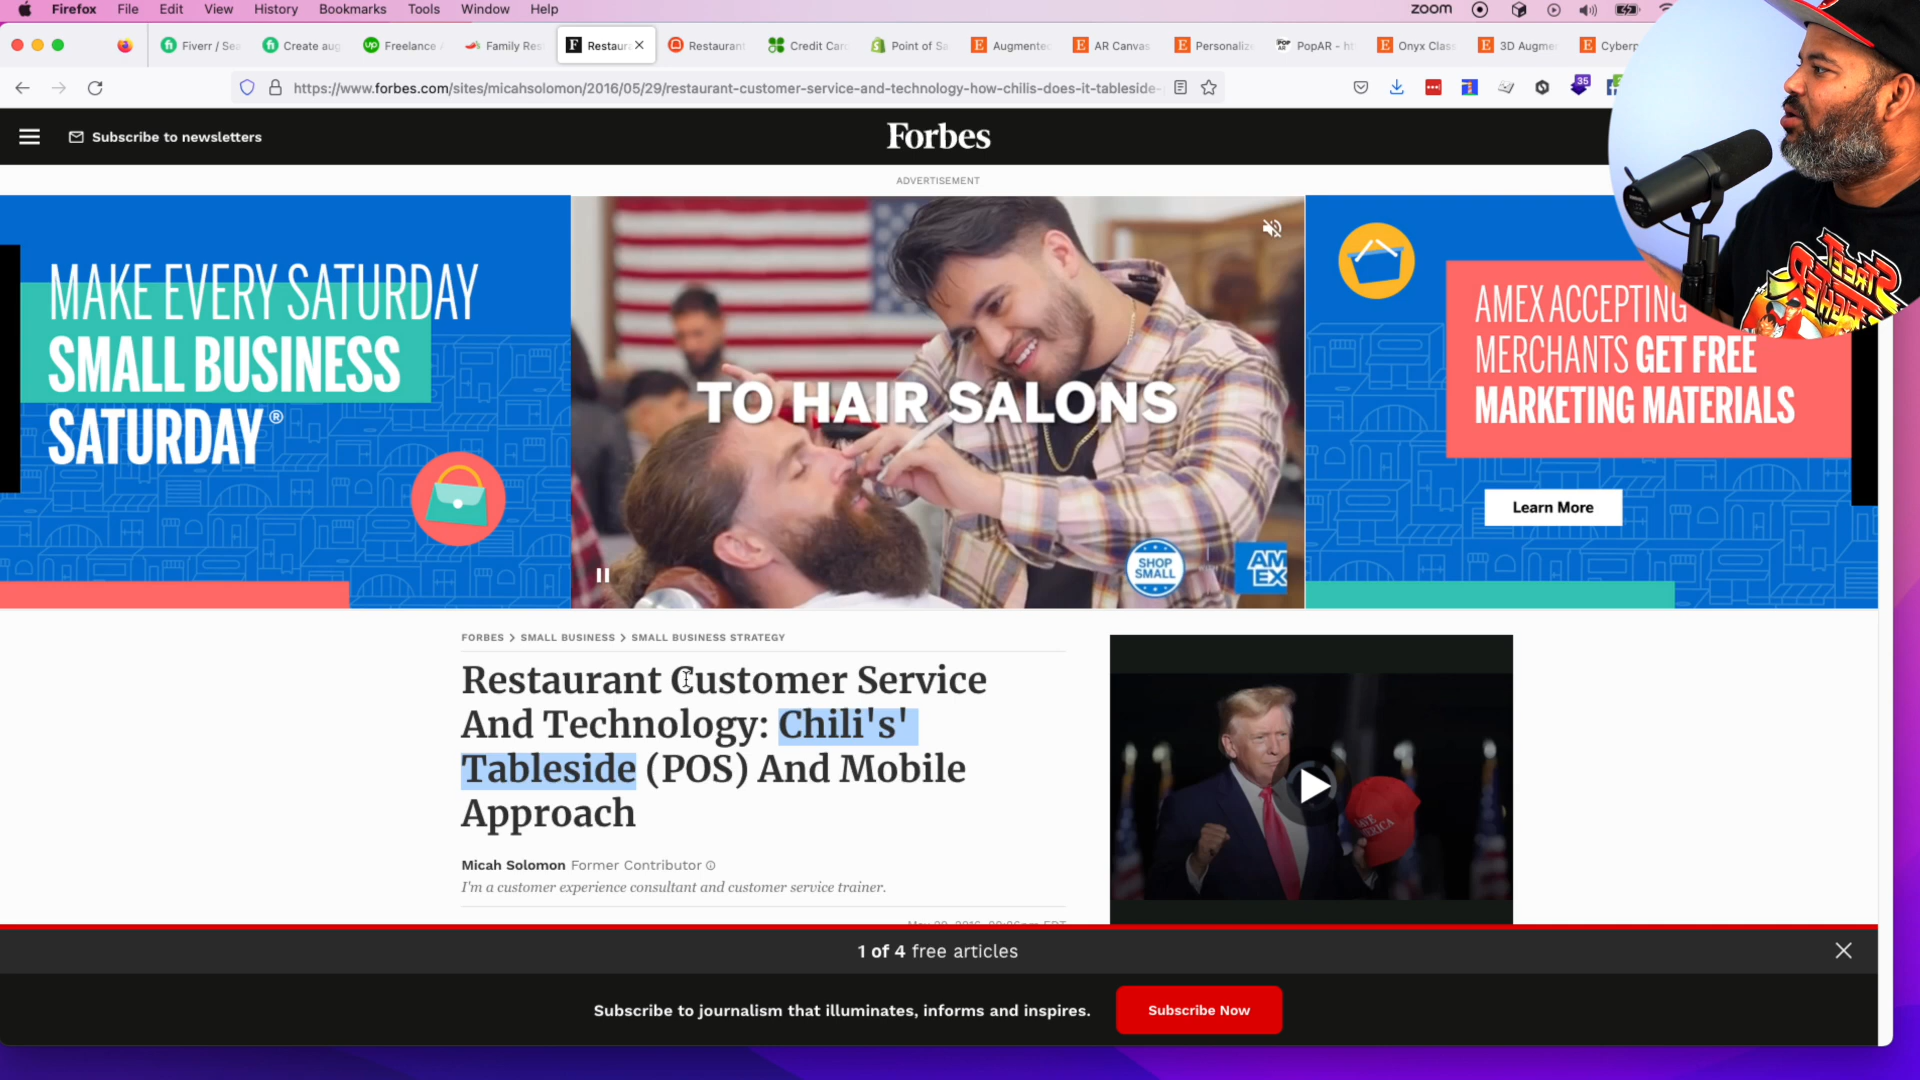 Firefox File Edit View History Bookmarks Tools Window Help zoom
Fiverr / Sea Create aug Freelance / Family Res Restaur Restaurant Credit Car Point of Sa Augmente AR Canvas Personaliz PopAR - ht Onyx Clas 3D Augme Cyberp
https://www.forbes.com/sites/micahsolomon/2016/05/29/restaurant-customer-service-and-technology-how-chilis-does-it-tableside-
35
Subscribe to newsletters
Forbes
ADVERTISEMENT
MAKE EVERY SATURDAY
SMALL BUSINESS
SATURDAY®
TO HAIR SALONS
SHOP
SMALL
AM
EX
AMEX ACCEPTING
MERCHANTS GET FREE
MARKETING MATERIALS
Learn More
STREET
FIGHTER
FORBES > SMALL BUSINESS > SMALL BUSINESS STRATEGY
Restaurant Customer Service
And Technology: Chili's'
Tableside (POS) And Mobile
Approach
Micah Solomon Former Contributor
I'm a customer experience consultant and customer service trainer.
1 of 4 free articles
Subscribe to journalism that illuminates, informs and inspires.
Subscribe Now